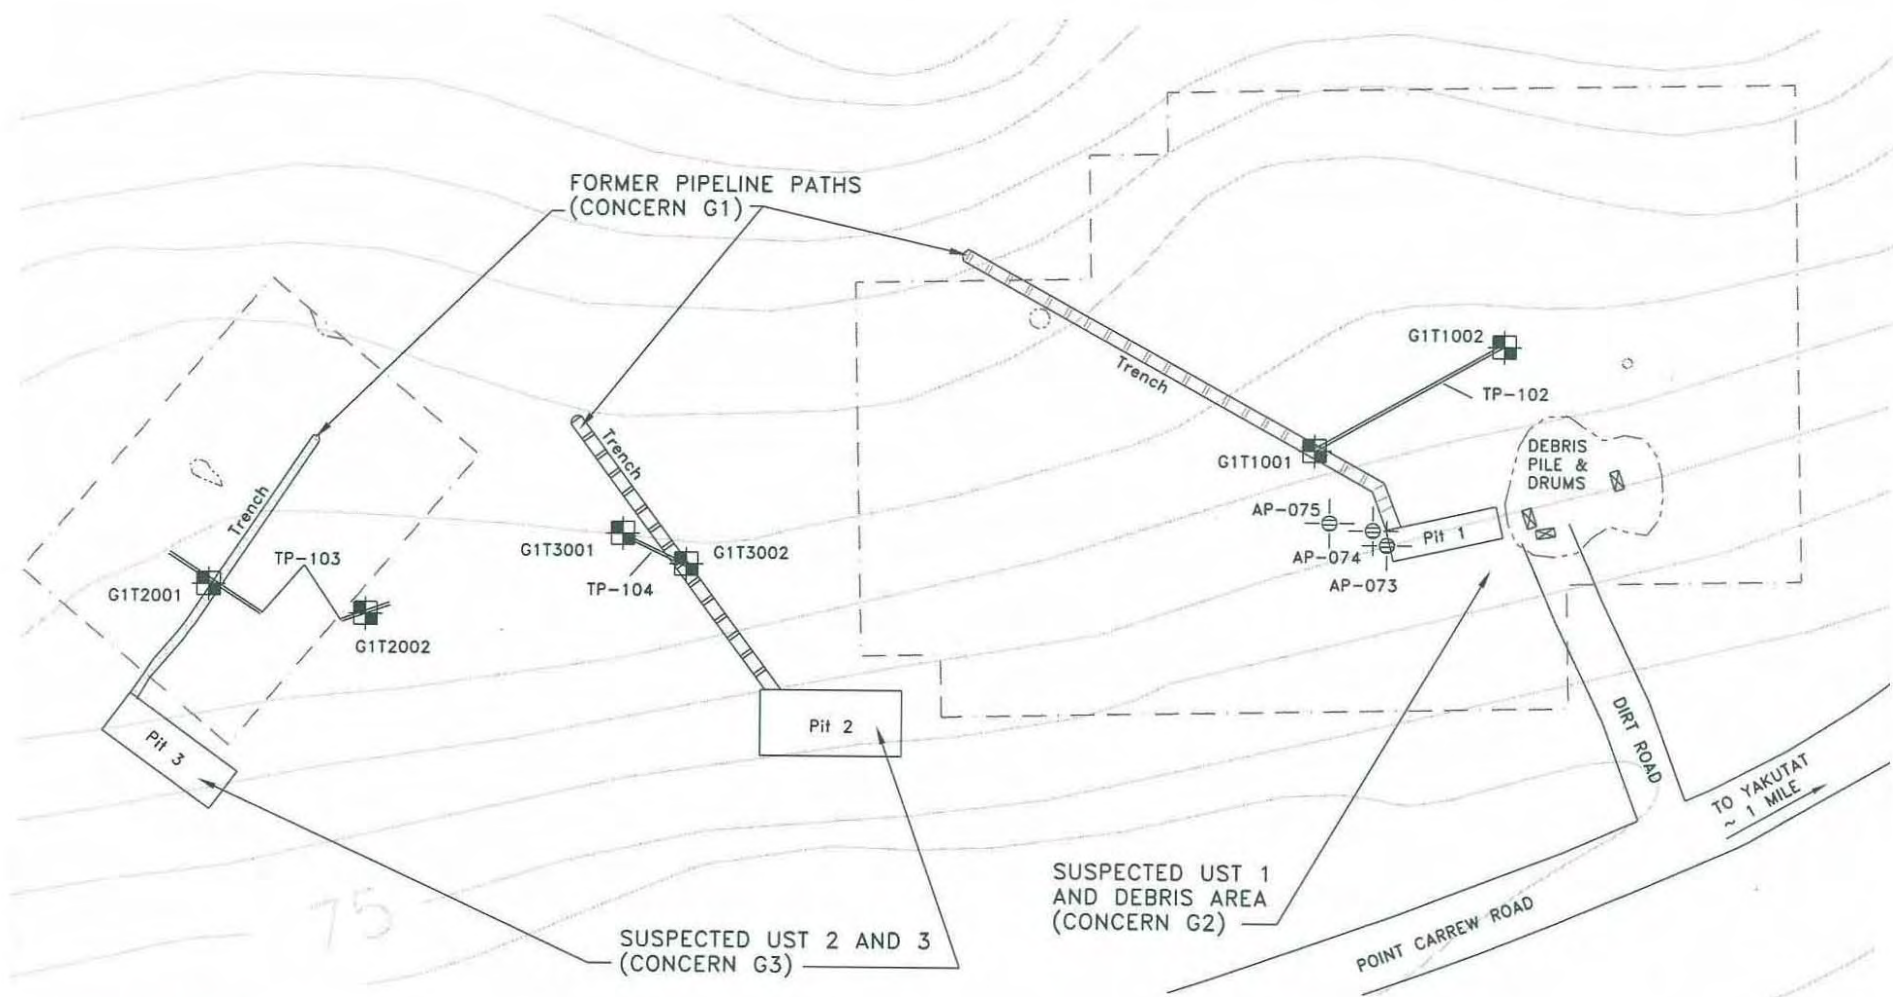 FORMER PIPELINE PATHS
(CONCERN G1)
Trench
G1T1002
TP-102
G1T1001
DEBRIS
PILE &
DRUMS
AP-075
AP-074
AP-073
Pit 1
Trench
G1T3001
G1T3002
TP-104
Trench
TP-103
G1T2001
G1T2002
Pit 3
Pit 2
DIRT ROAD
TO YAKUTAT
~ 1 MILE
SUSPECTED UST 1
AND DEBRIS AREA
(CONCERN G2)
POINT CARREW ROAD
75
SUSPECTED UST 2 AND 3
(CONCERN G3)